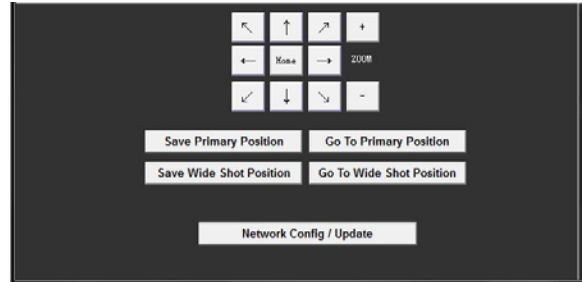 ↖ ↑ ↗ +
← Home → ZOOM
↙ ↓ ↘ -
Save Primary Position Go To Primary Position
Save Wide Shot Position Go To Wide Shot Position
Network Config / Update